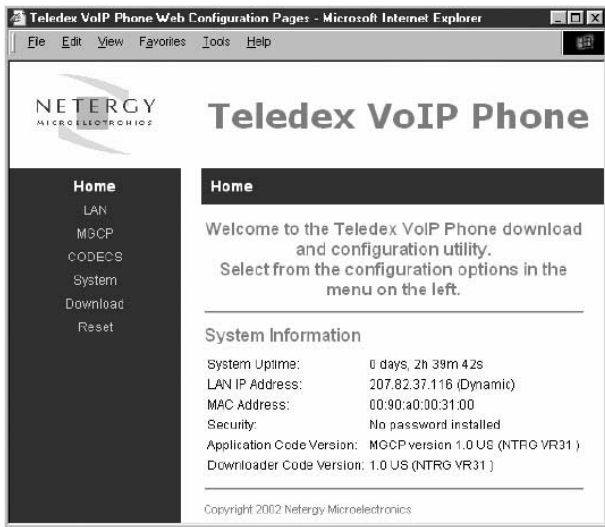 Teledex VoIP Phone Web Configuration Pages - Microsoft Internet Explorer
File Edit View Favorites Tools Help
NETERGY
MICROELECTRONICS
Teledex VoIP Phone
Home
LAN
MGCP
CODECS
System
Download
Reset
Home
Welcome to the Teledex VoIP Phone download
and configuration utility.
Select from the configuration options in the
menu on the left.
System Information
System Uptime: 0 days, 2h 39m 42s
LAN IP Address: 207.82.37.116 (Dynamic)
MAC Address: 00:90:a0:00:31:00
Security: No password installed
Application Code Version: MGCP version 1.0 US (NTRG VR31 )
Downloader Code Version: 1.0 US (NTRG VR31 )
Copyright 2002 Netergy Microelectronics